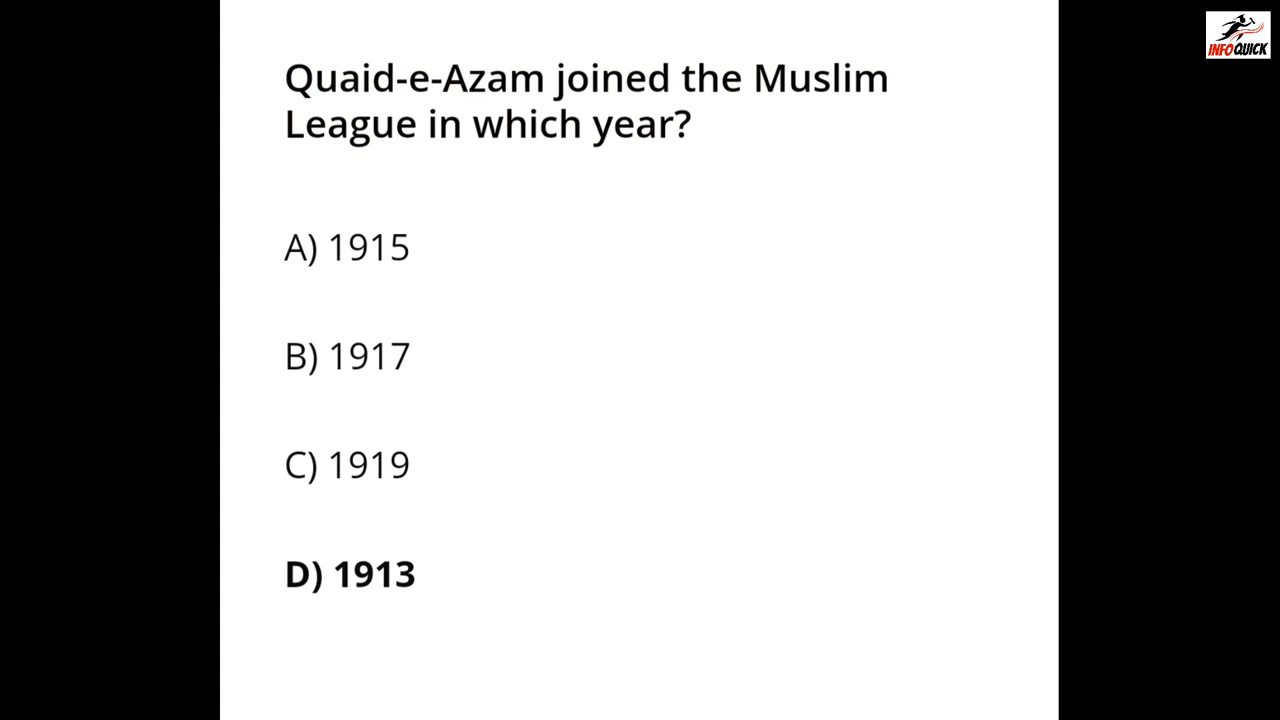 INFOQUICK
Quaid-e-Azam joined the Muslim
League in which year?
A) 1915
B) 1917
C) 1919
D) 1913